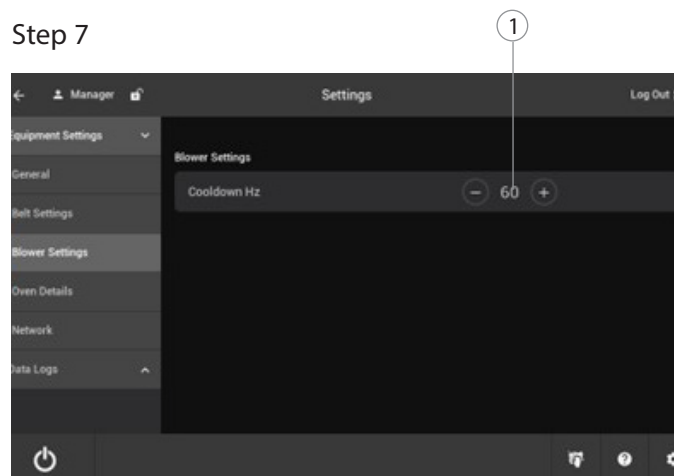 1
Step 7
Manager
Settings
Log Out
Equipment Settings
Blower Settings
General
Cooldown Hz
− 60 +
Belt Settings
Blower Settings
Oven Details
Network
Data Logs